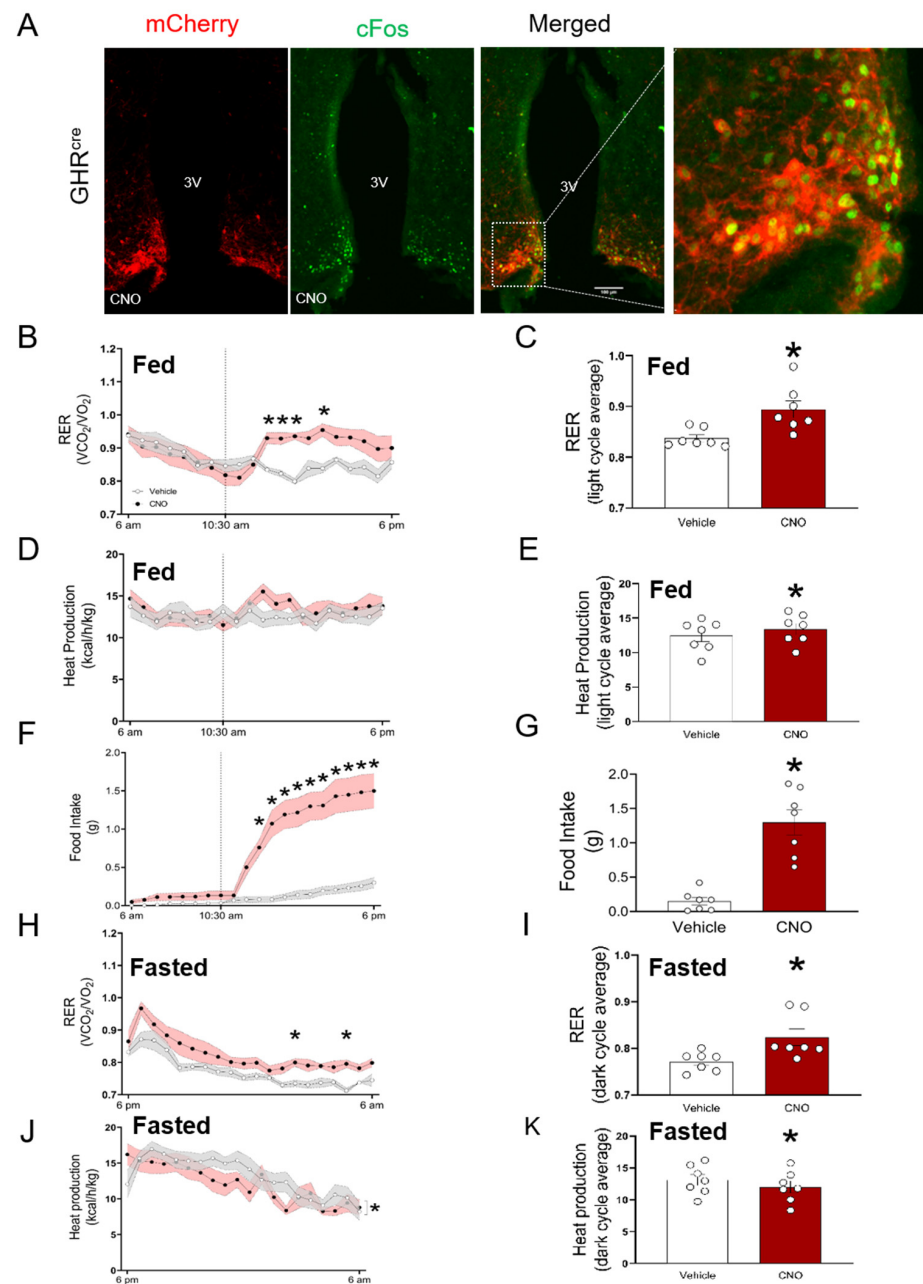 A
mCherry
cFos
Merged
GHRcre
3V
3V
3V
CNO
CNO
100 µm
B
Fed
RER
(VCO2/VO2)
1.2
1.1
1.0
0.9
0.8
0.7
*** *
Vehicle
CNO
6 am
10:30 am
6 pm
C
Fed
*
RER
(light cycle average)
1.0
0.9
0.8
0.7
Vehicle
CNO
D
Fed
Heat Production
(kcal/h/kg)
20
15
10
5
0
6 am
10:30 am
6 pm
E
Fed
*
Heat Production
(light cycle average)
20
15
10
5
0
Vehicle
CNO
F
Food Intake
(g)
2.0
1.5
1.0
0.5
0.0
**********
6 am
10:30 am
6 pm
G
*
Food Intake
(g)
2.0
1.5
1.0
0.5
0.0
Vehicle
CNO
H
Fasted
RER
(VCO2/VO2)
1.2
1.1
1.0
0.9
0.8
0.7
* *
6 pm
6 am
I
Fasted
*
RER
(dark cycle average)
1.0
0.9
0.8
0.7
Vehicle
CNO
J
Fasted
Heat production
(kcal/h/kg)
20
15
10
5
0
*
6 pm
6 am
K
Fasted
*
Heat production
(dark cycle average)
20
15
10
5
0
Vehicle
CNO